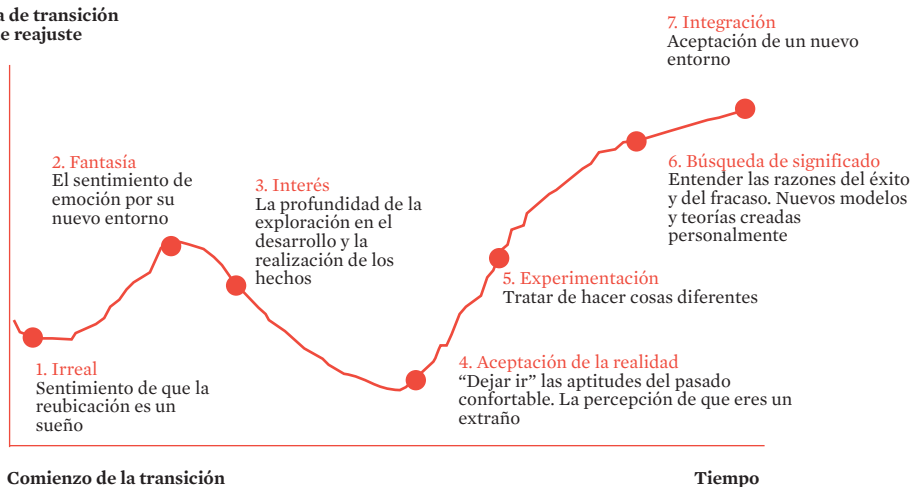 de transición
reajuste
7. Integración
Aceptación de un nuevo
entorno
2. Fantasía
El sentimiento de
emoción por su
nuevo entorno
3. Interés
La profundidad de la
exploración en el
desarrollo y la
realización de los
hechos
6. Búsqueda de significado
Entender las razones del éxito
y del fracaso. Nuevos modelos
y teorías creadas
personalmente
5. Experimentación
Tratar de hacer cosas diferentes
1. Irreal
Sentimiento de que la
reubicación es un
sueño
4. Aceptación de la realidad
“Dejar ir” las aptitudes del pasado
confortable. La percepción de que eres un
extraño
Comienzo de la transición
Tiempo